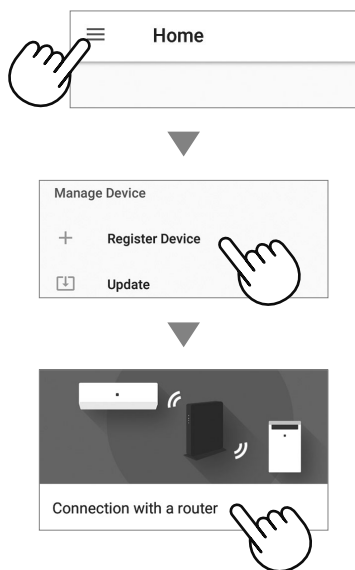 Home
Manage Device
Register Device
Update
Connection with a router